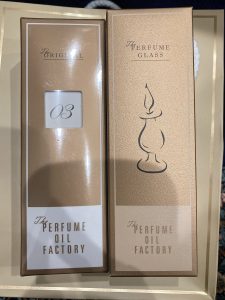 The
ORIGINAL
03
The
PERFUME
OIL
FACTORY
The
PERFUME
GLASS
The
PERFUME
OIL
FACTORY